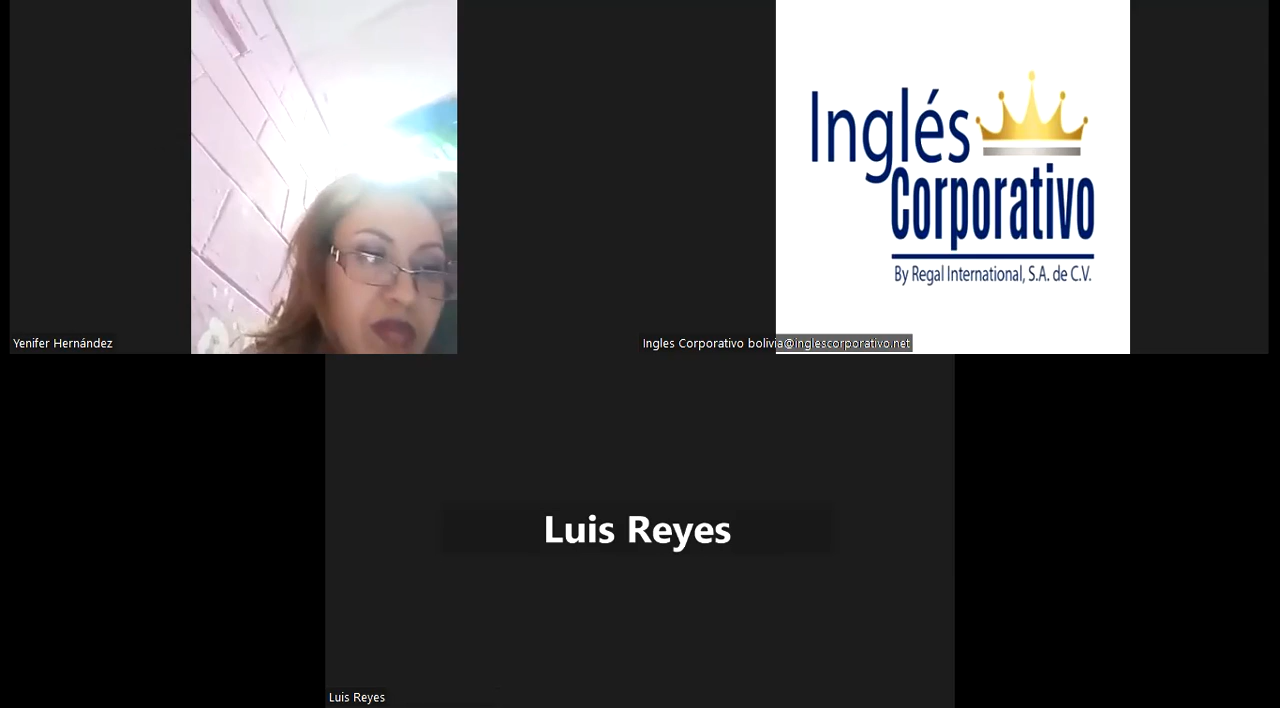 Inglés
Corporativo
By Regal International, S.A. de C.V.
Yenifer Hernández
Ingles Corporativo bolivia@inglescorporativo.net
Luis Reyes
Luis Reyes